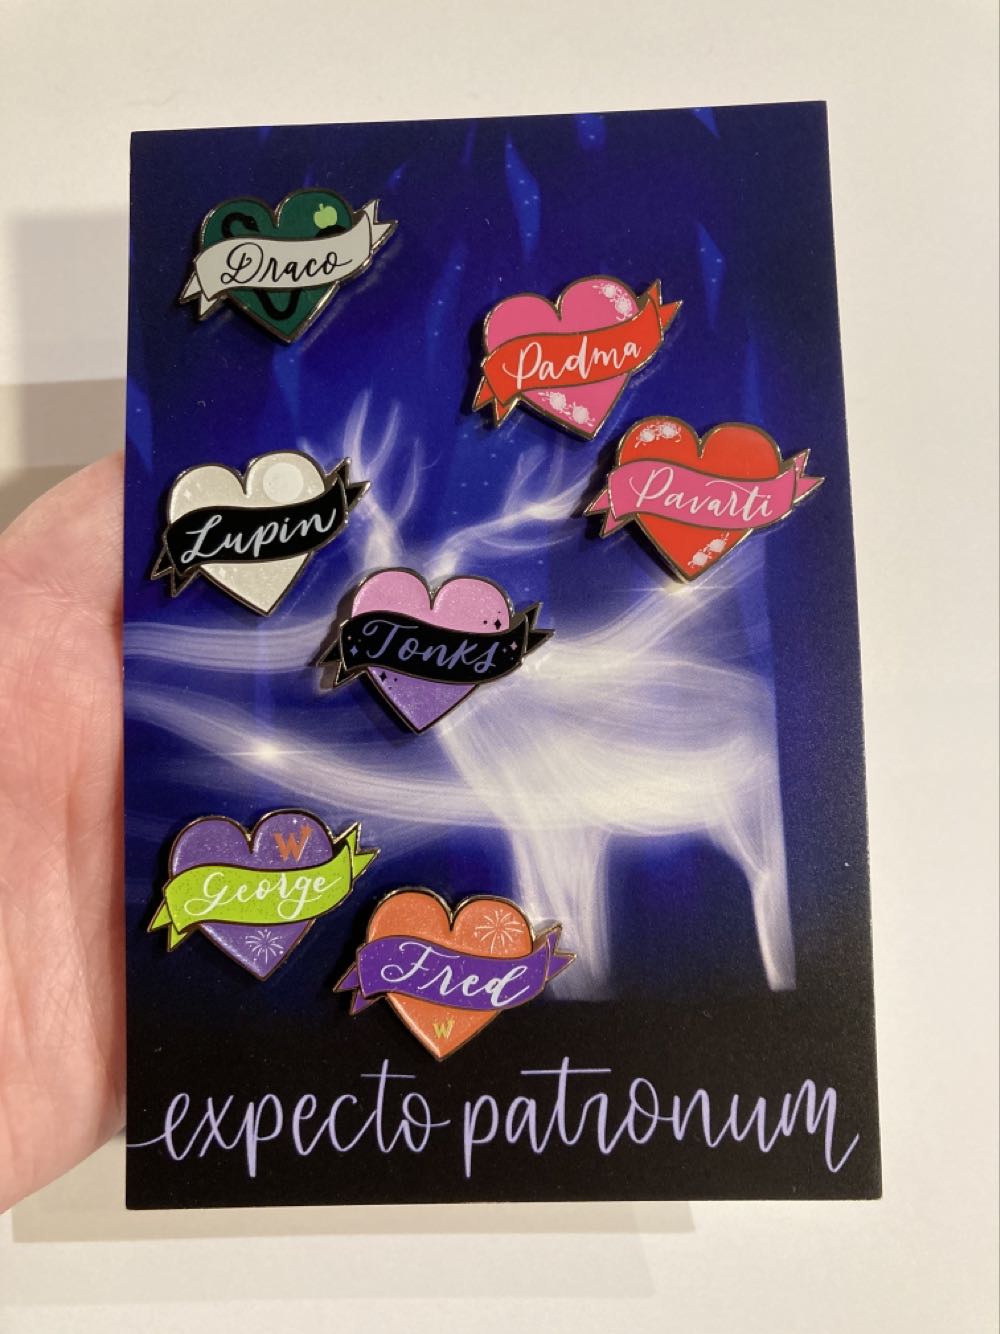 Draco
Padma
Pavarti
Lupin
Tonks
W
George
Fred
W
expecto patronum